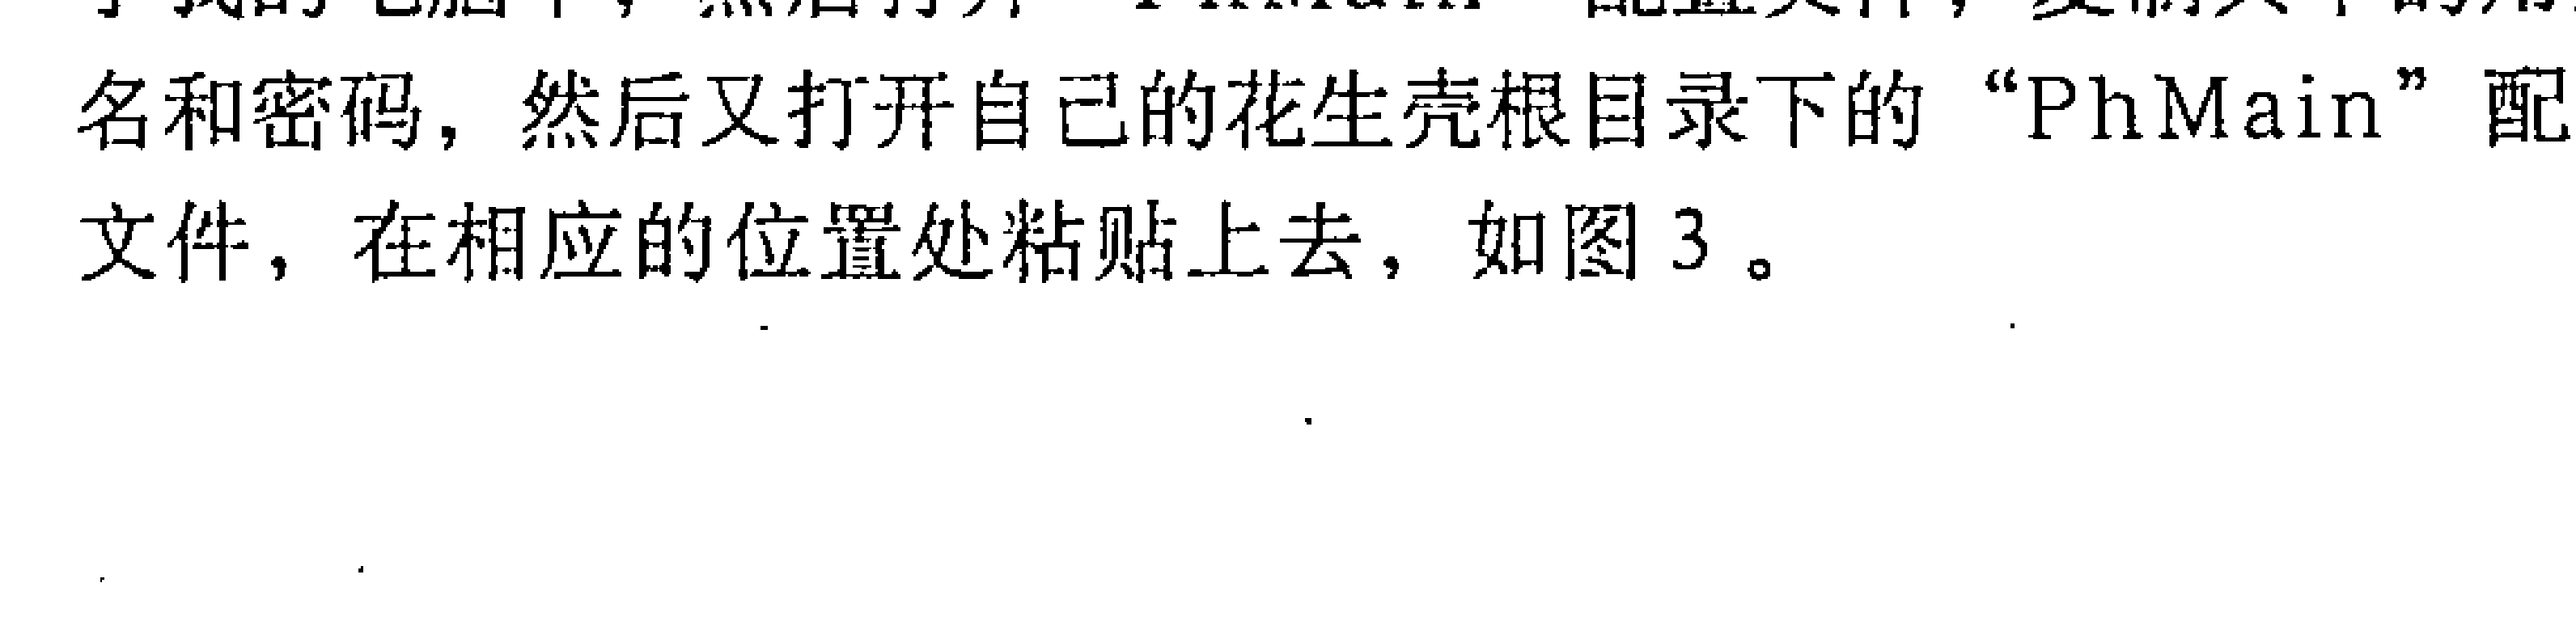 名和密码，然后又打开自己的花生壳根目录下的“PhMain”配
文件，在相应的位置处粘贴上去，如图3。